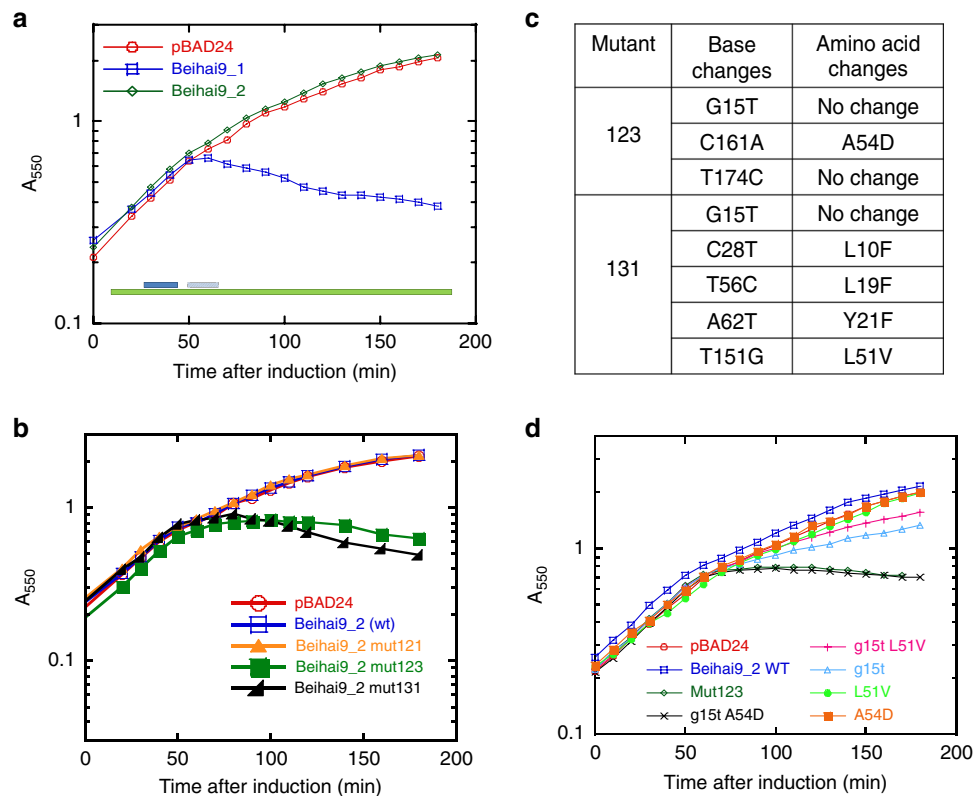 a
pBAD24
Beihai9_1
Beihai9_2
1
0.1
A550
0 50 100 150 200
Time after induction (min)
c
Mutant Base changes Amino acid changes
123 G15T No change
C161A A54D
T174C No change
131 G15T No change
C28T L10F
T56C L19F
A62T Y21F
T151G L51V
b
1
0.1
A550
pBAD24
Beihai9_2 (wt)
Beihai9_2 mut121
Beihai9_2 mut123
Beihai9_2 mut131
0 50 100 150 200
Time after induction (min)
d
1
0.1
A550
pBAD24
Beihai9_2 WT
Mut123
g15t A54D
g15t L51V
g15t
L51V
A54D
0 50 100 150 200
Time after induction (min)